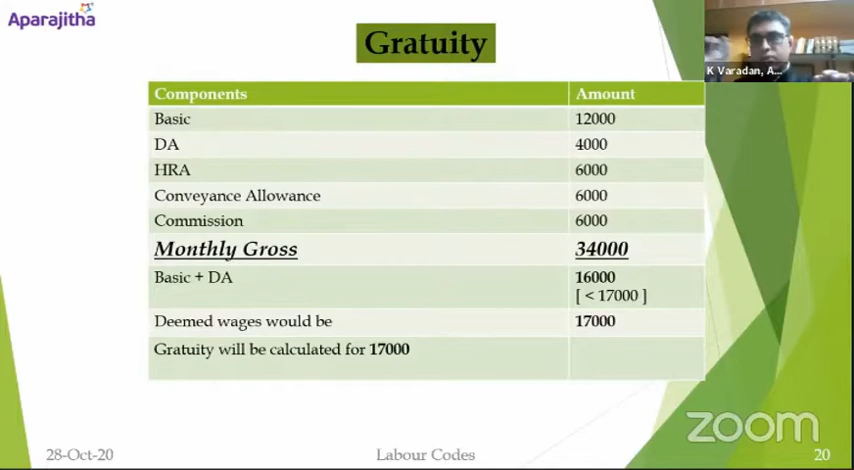 Aparajitha
Gratuity
K Varadan, A...
Components Amount
Basic 12000
DA 4000
HRA 6000
Conveyance Allowance 6000
Commission 6000
Monthly Gross 34000
Basic + DA 16000
[ < 17000 ]
Deemed wages would be 17000
Gratuity will be calculated for 17000
zoom
28-Oct-20 Labour Codes 20